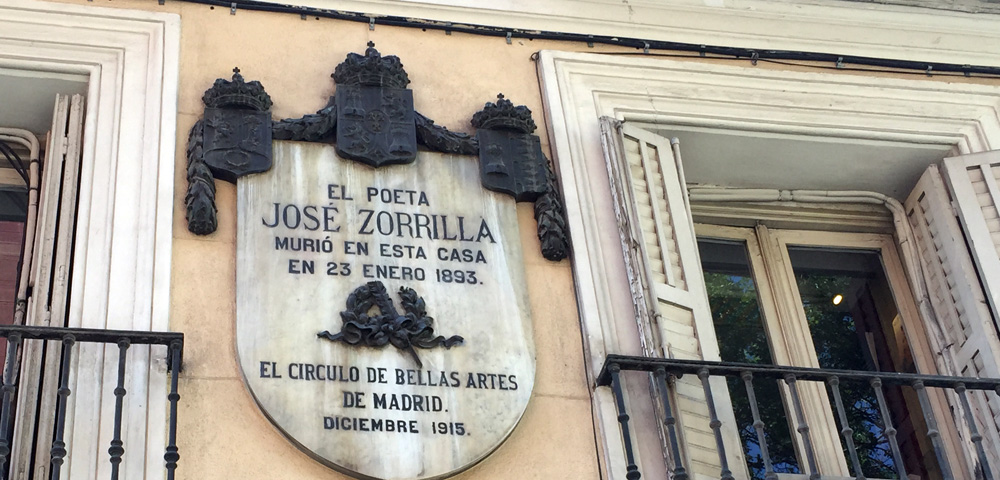 EL POETA
JOSÉ ZORRILLA
MURIÓ EN ESTA CASA
EN 23 ENERO 1893.
EL CIRCULO DE BELLAS ARTES
DE MADRID.
DICIEMBRE 1915.